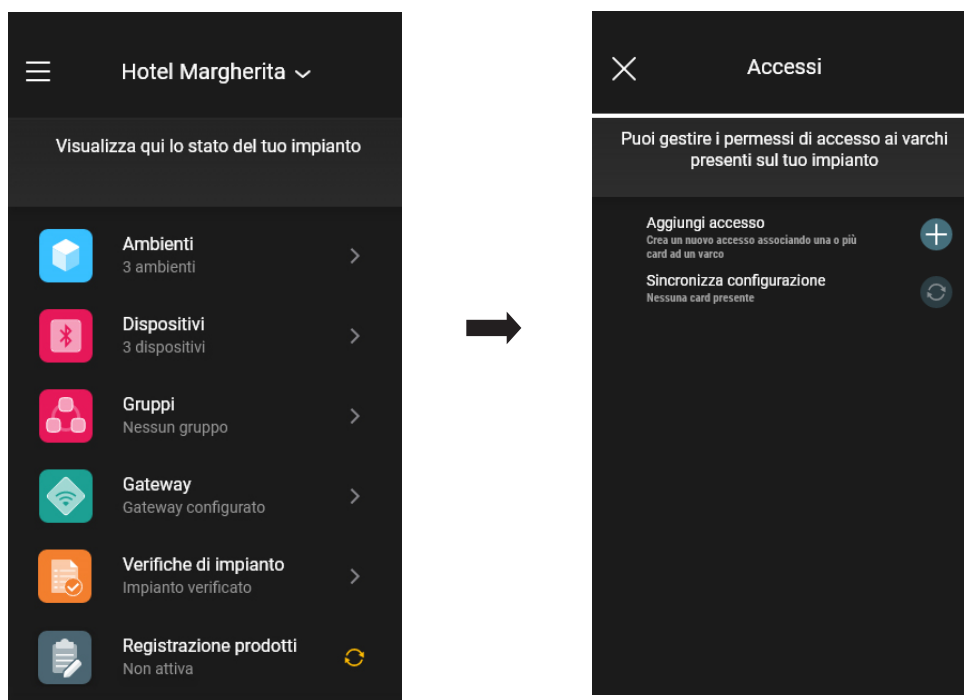 Hotel Margherita
Visualizza qui lo stato del tuo impianto
Ambienti
3 ambienti
Dispositivi
3 dispositivi
Gruppi
Nessun gruppo
Gateway
Gateway configurato
Verifiche di impianto
Impianto verificato
Registrazione prodotti
Non attiva
Accessi
Puoi gestire i permessi di accesso ai varchi
presenti sul tuo impianto
Aggiungi accesso
Crea un nuovo accesso associando una o più
card ad un varco
Sincronizza configurazione
Nessuna card presente